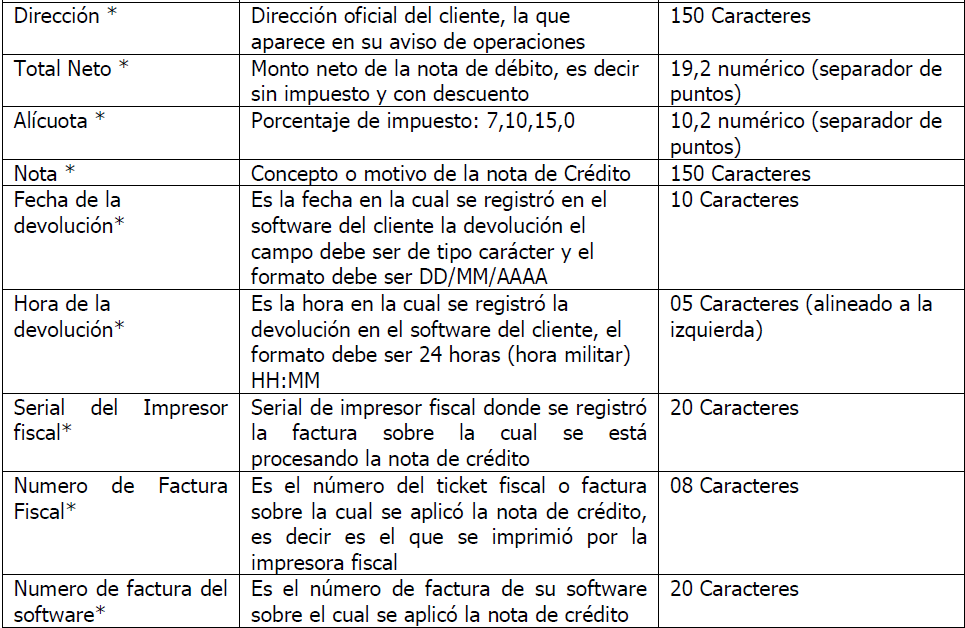 Dirección *
Dirección oficial del cliente, la que
aparece en su aviso de operaciones
150 Caracteres
Total Neto *
Monto neto de la nota de débito, es decir
sin impuesto y con descuento
19,2 numérico (separador de
puntos)
Alícuota *
Porcentaje de impuesto: 7,10,15,0
10,2 numérico (separador de
puntos)
Nota *
Concepto o motivo de la nota de Crédito
150 Caracteres
Fecha de la
devolución*
Es la fecha en la cual se registró en el
software del cliente la devolución el
campo debe ser de tipo carácter y el
formato debe ser DD/MM/AAAA
10 Caracteres
Hora de la
devolución*
Es la hora en la cual se registró la
devolución en el software del cliente, el
formato debe ser 24 horas (hora militar)
HH:MM
05 Caracteres (alineado a la
izquierda)
Serial del Impresor
fiscal*
Serial de impresor fiscal donde se registró
la factura sobre la cual se está
procesando la nota de crédito
20 Caracteres
Numero de Factura
Fiscal*
Es el número del ticket fiscal o factura
sobre la cual se aplicó la nota de crédito,
es decir es el que se imprimió por la
impresora fiscal
08 Caracteres
Numero de factura del
software*
Es el número de factura de su software
sobre el cual se aplicó la nota de crédito
20 Caracteres